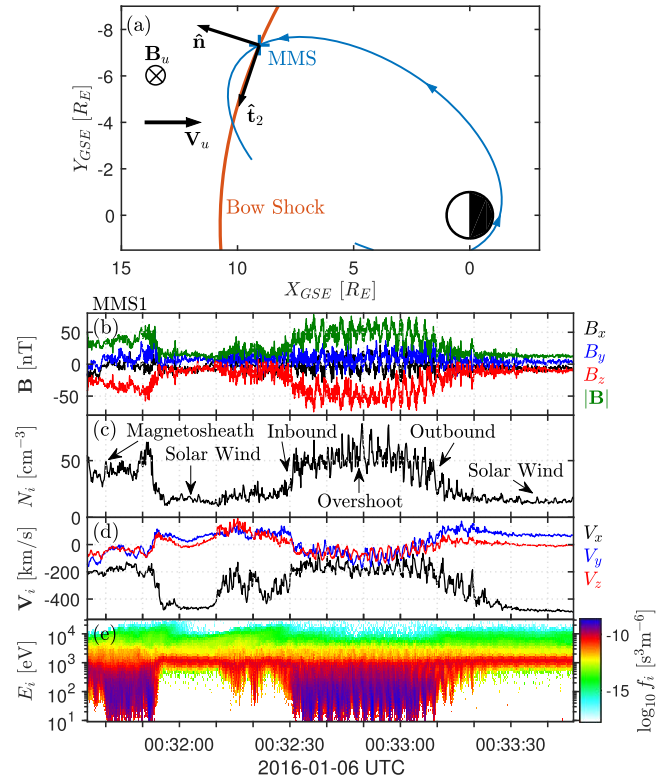 (a)
-8
-6
-4
-2
0
Y_GSE [R_E]
n̂
MMS
B_u
⊗
t̂_2
V_u
Bow Shock
15 10 5 0
X_GSE [R_E]
MMS1
(b)
50
0
-50
B [nT]
B_x
B_y
B_z
|B|
(c)
Magnetosheath
Inbound
Outbound
Solar Wind
Solar Wind
Overshoot
50
0
N_i [cm^-3]
(d)
0
-200
-400
V_i [km/s]
V_x
V_y
V_z
(e)
10^4
10^3
10^2
10^1
E_i [eV]
-10
-15
log_10 f_i [s^3m^-6]
00:32:00 00:32:30 00:33:00 00:33:30
2016-01-06 UTC